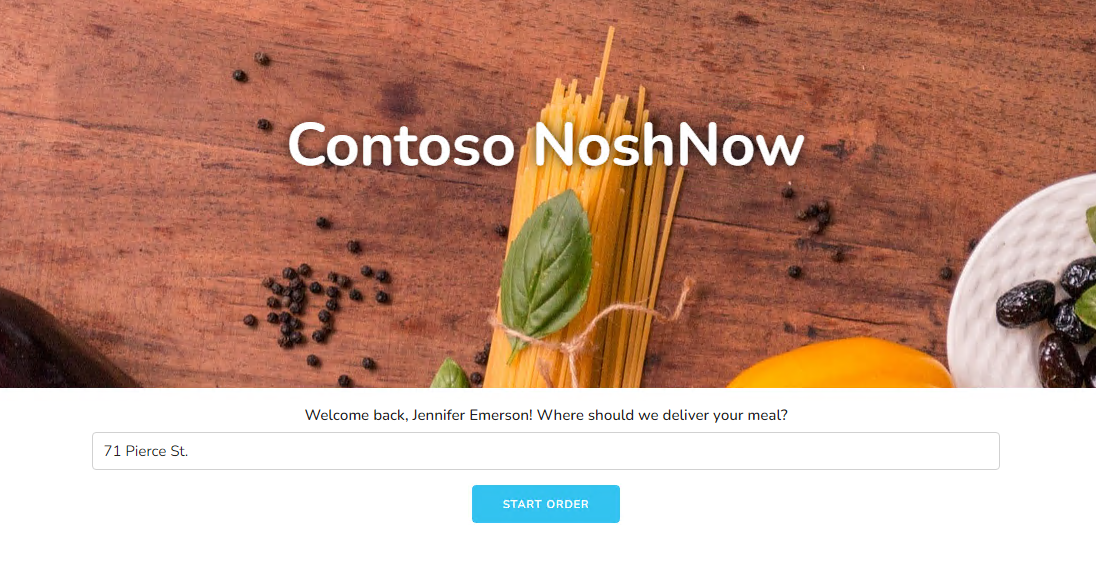 Contoso NoshNow
Welcome back, Jennifer Emerson! Where should we deliver your meal?
71 Pierce St.
START ORDER